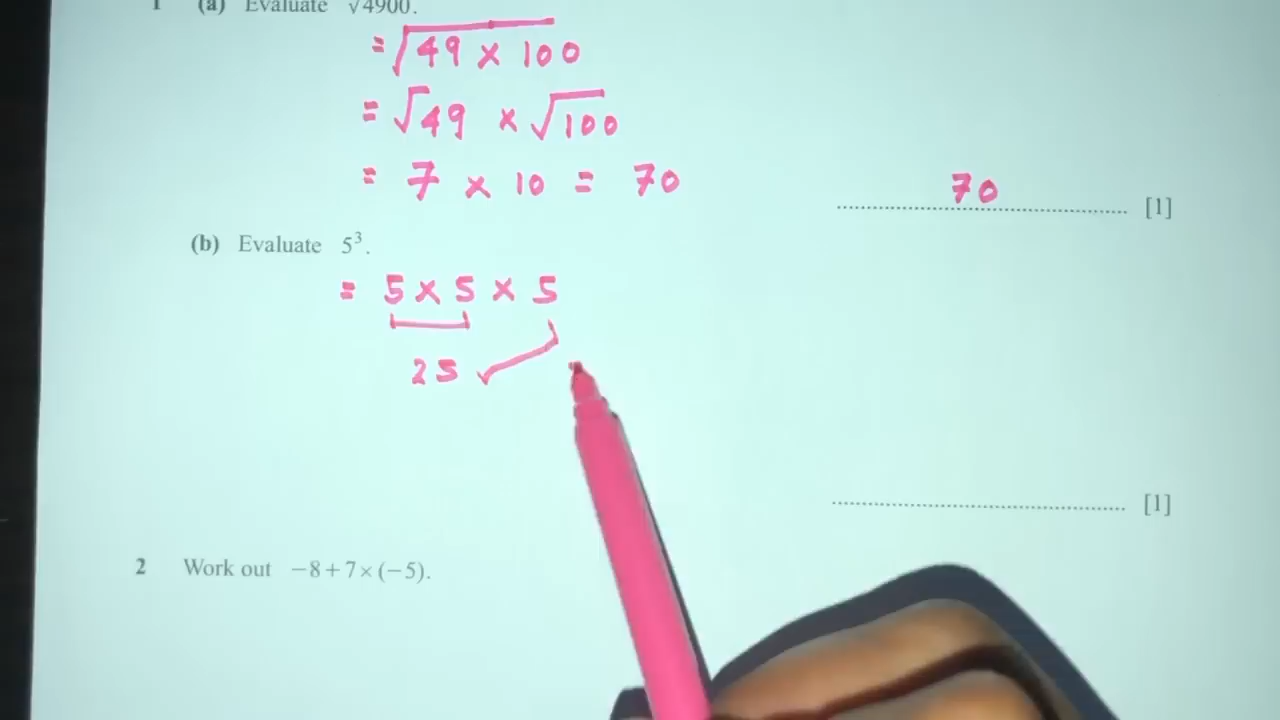 1 (a) Evaluate √4900.
= √49 × 100
= √49 × √100
= 7 × 10 = 70
70 [1]
(b) Evaluate 5³.
= 5 × 5 × 5
25
[1]
2 Work out −8+7×(−5).